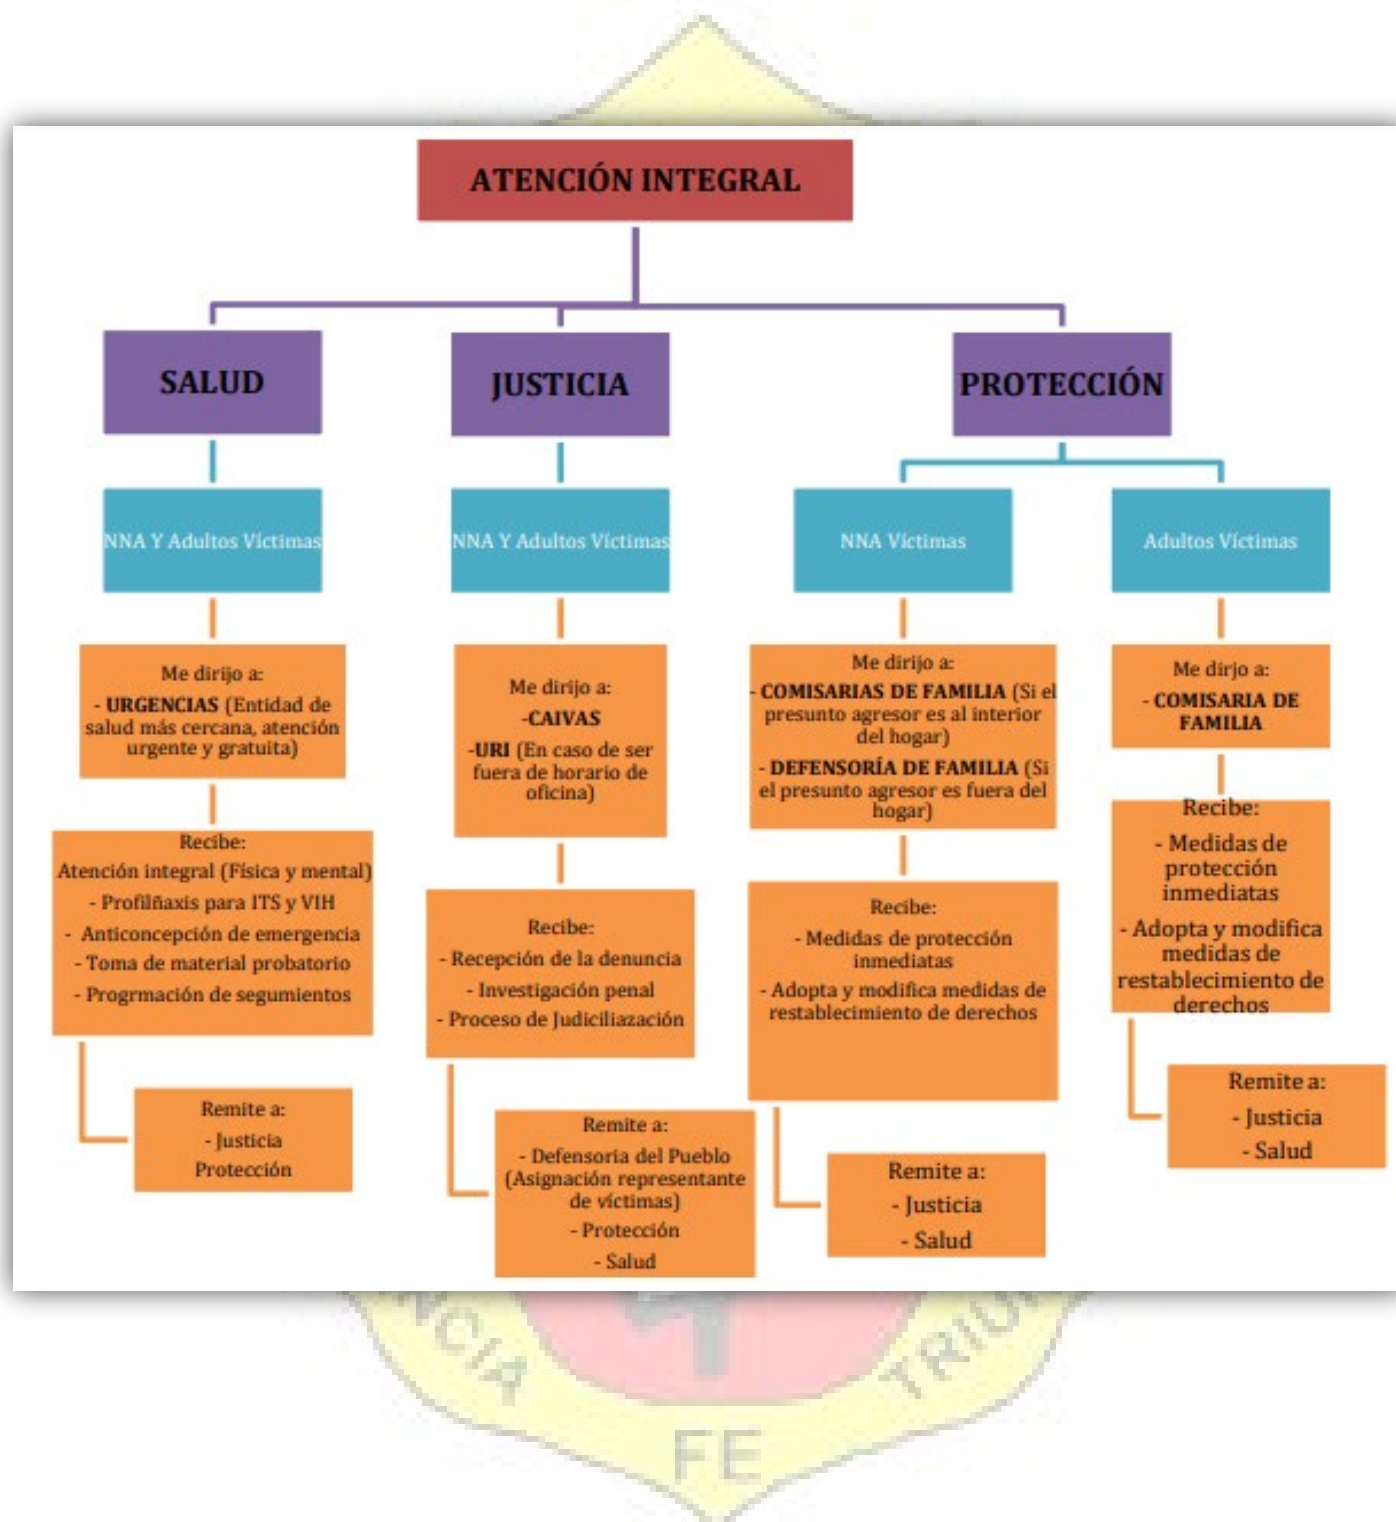 ATENCIÓN INTEGRAL
SALUD
NNA Y Adultos Víctimas
Me dirijo a:
- URGENCIAS (Entidad de
salud más cercana, atención
urgente y gratuita)
Recibe:
Atención integral (Física y mental)
- Profilñaxis para ITS y VIH
- Anticoncepción de emergencia
- Toma de material probatorio
- Progrmación de segumientos
Remite a:
- Justicia
Protección
JUSTICIA
NNA Y Adultos Víctimas
Me dirijo a:
-CAIVAS
-URI (En caso de ser
fuera de horario de
oficina)
Recibe:
- Recepción de la denuncia
- Investigación penal
- Proceso de Judiciliazación
Remite a:
- Defensoria del Pueblo
(Asignación representante
de víctimas)
- Protección
- Salud
PROTECCIÓN
NNA Víctimas
Me dirijo a:
- COMISARIAS DE FAMILIA (Si el
presunto agresor es al interior
del hogar)
- DEFENSORÍA DE FAMILIA (Si
el presunto agresor es fuera del
hogar)
Recibe:
- Medidas de protección
inmediatas
- Adopta y modifica medidas de
restablecimiento de derechos
Remite a:
- Justicia
- Salud
Adultos Víctimas
Me dirjo a:
- COMISARIA DE
FAMILIA
Recibe:
- Medidas de
protección
inmediatas
- Adopta y modifica
medidas de
restablecimiento de
derechos
Remite a:
- Justicia
- Salud
FE